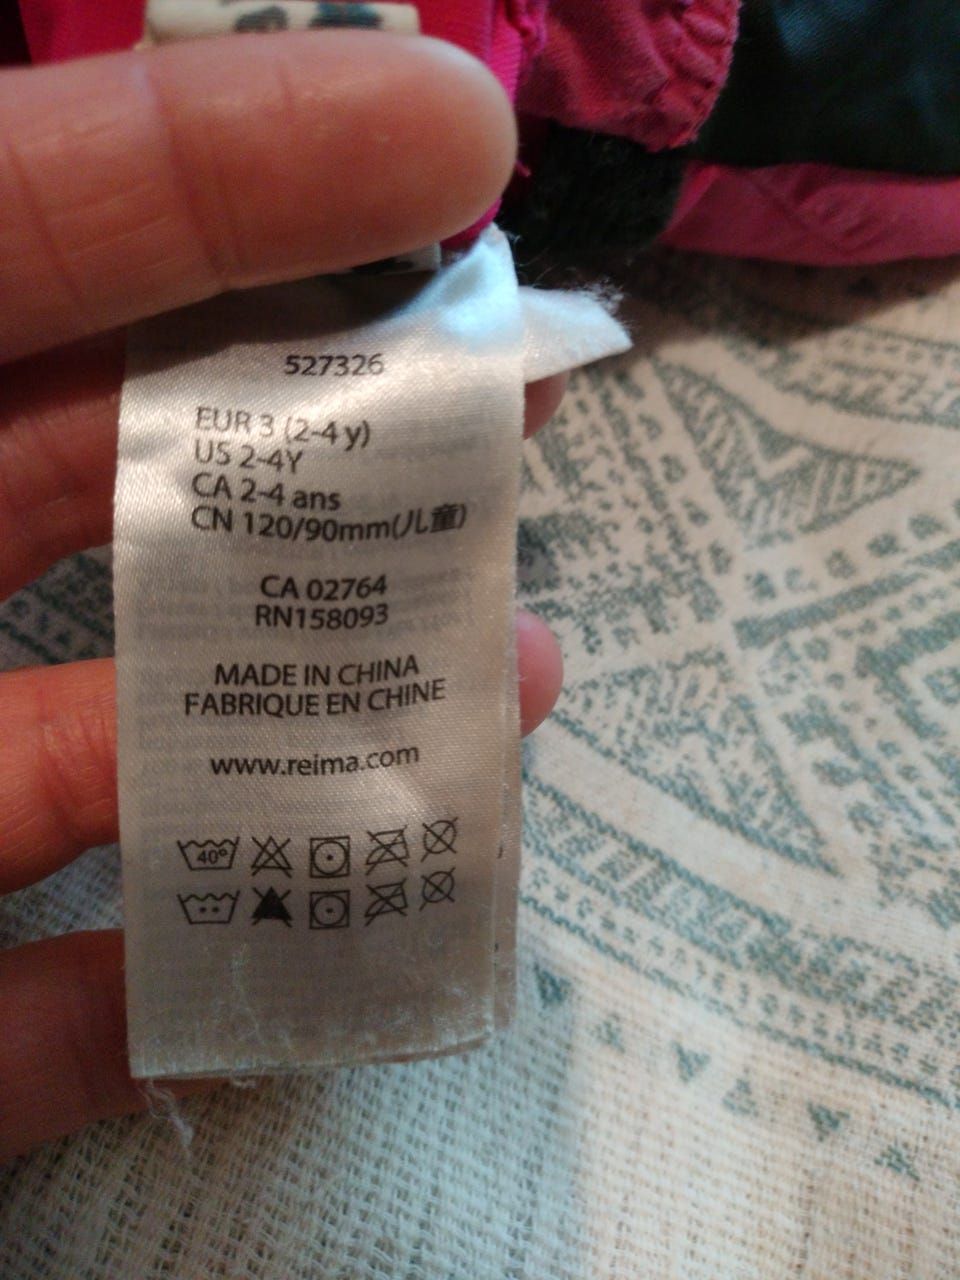 527326
EUR 3 (2-4 y)
US 2-4Y
CA 2-4 ans
CN 120/90mm(儿童)
CA 02764
RN158093
MADE IN CHINA
FABRIQUE EN CHINE
www.reima.com
40°